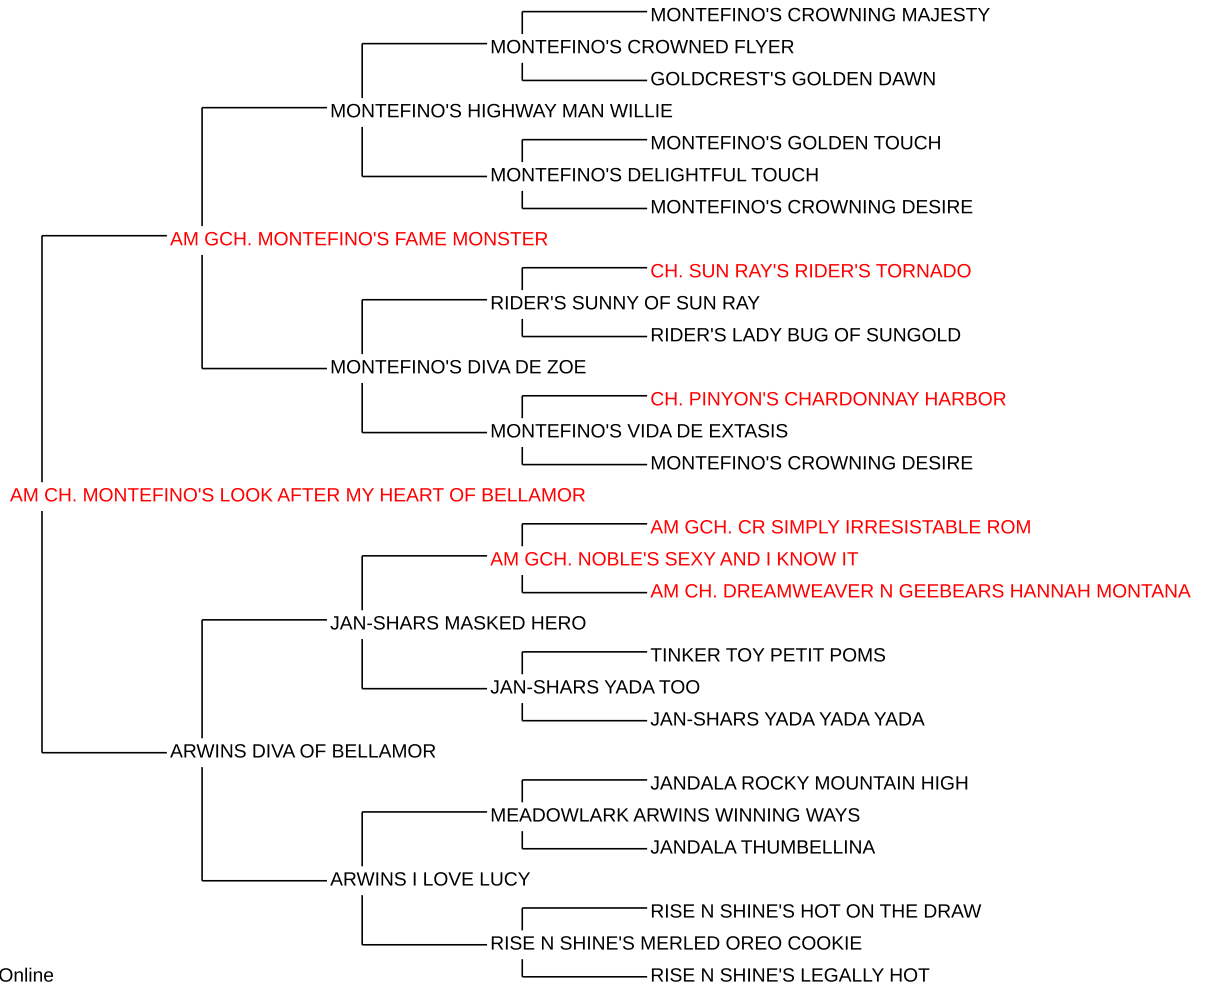 MONTEFINO'S CROWNING MAJESTY
MONTEFINO'S CROWNED FLYER
GOLDCREST'S GOLDEN DAWN
MONTEFINO'S HIGHWAY MAN WILLIE
MONTEFINO'S GOLDEN TOUCH
MONTEFINO'S DELIGHTFUL TOUCH
MONTEFINO'S CROWNING DESIRE
AM GCH. MONTEFINO'S FAME MONSTER
CH. SUN RAY'S RIDER'S TORNADO
RIDER'S SUNNY OF SUN RAY
RIDER'S LADY BUG OF SUNGOLD
MONTEFINO'S DIVA DE ZOE
CH. PINYON'S CHARDONNAY HARBOR
MONTEFINO'S VIDA DE EXTASIS
MONTEFINO'S CROWNING DESIRE
AM CH. MONTEFINO'S LOOK AFTER MY HEART OF BELLAMOR
AM GCH. CR SIMPLY IRRESISTABLE ROM
AM GCH. NOBLE'S SEXY AND I KNOW IT
AM CH. DREAMWEAVER N GEEBEARS HANNAH MONTANA
JAN-SHARS MASKED HERO
TINKER TOY PETIT POMS
JAN-SHARS YADA TOO
JAN-SHARS YADA YADA YADA
ARWINS DIVA OF BELLAMOR
JANDALA ROCKY MOUNTAIN HIGH
MEADOWLARK ARWINS WINNING WAYS
JANDALA THUMBELLINA
ARWINS I LOVE LUCY
RISE N SHINE'S HOT ON THE DRAW
RISE N SHINE'S MERLED OREO COOKIE
RISE N SHINE'S LEGALLY HOT
Online